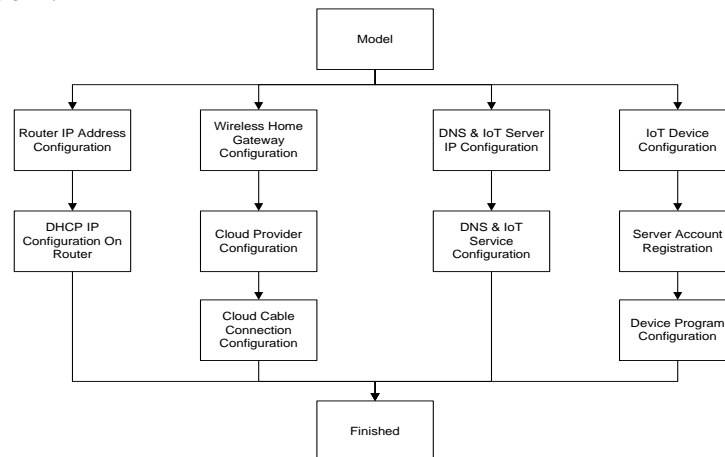 Model
Router IP Address
Configuration
Wireless Home
Gateway
Configuration
DNS & IoT Server
IP Configuration
IoT Device
Configuration
DHCP IP
Configuration On
Router
Cloud Provider
Configuration
DNS & IoT
Service
Configuration
Server Account
Registration
Cloud Cable
Connection
Configuration
Device Program
Configuration
Finished